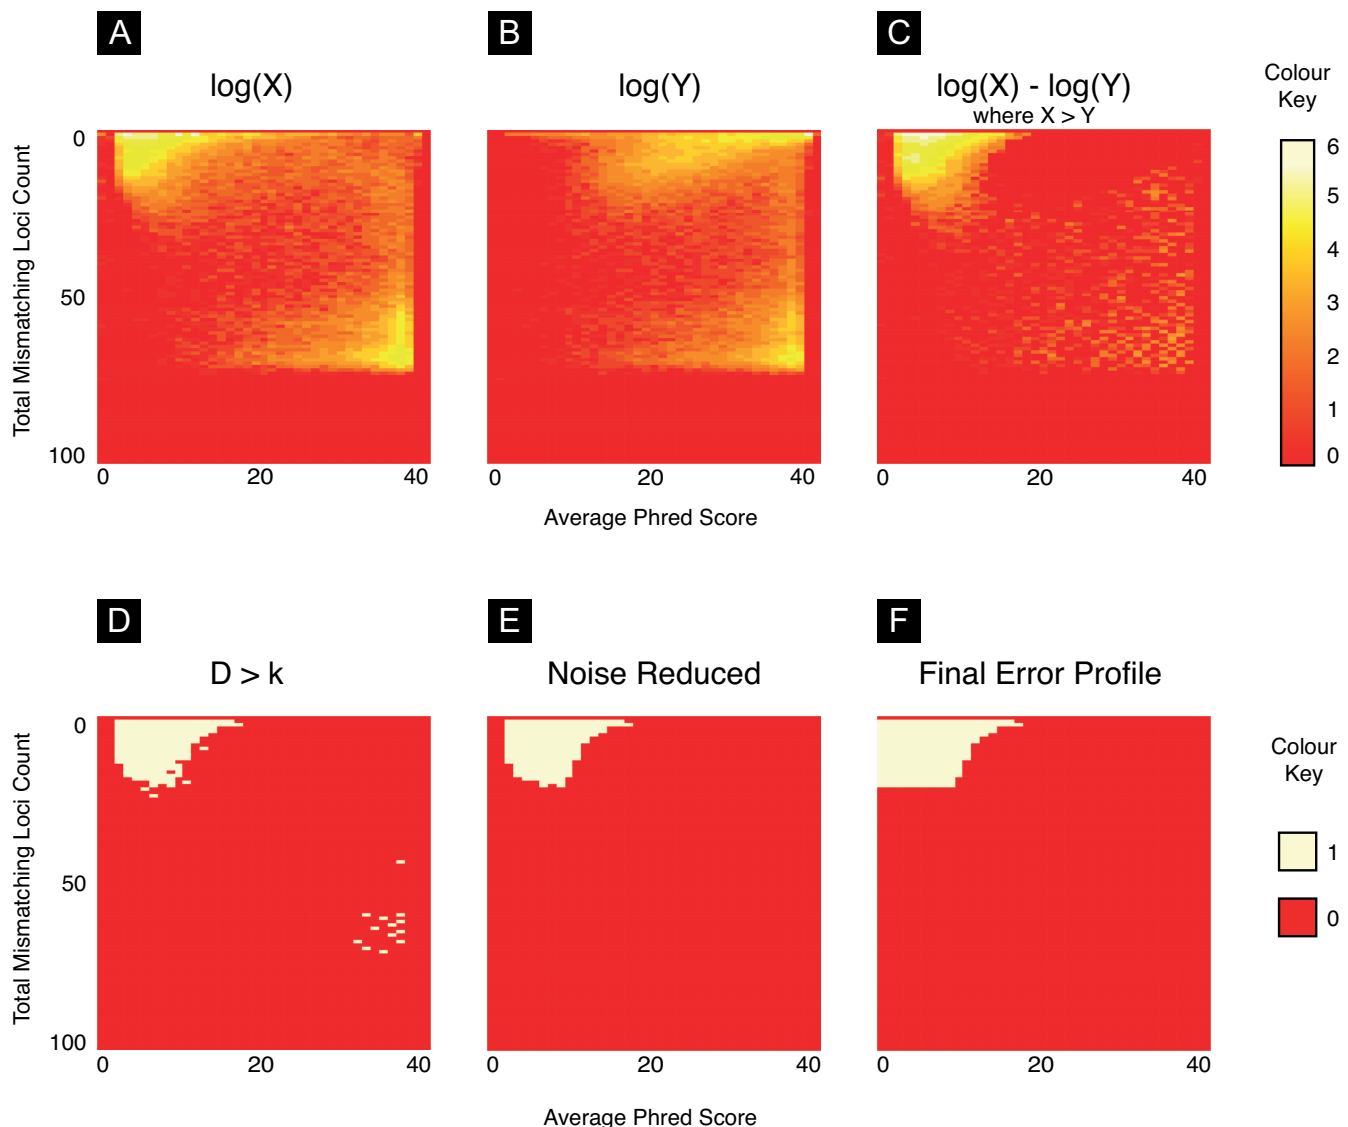 A
B
C
log(X)
log(Y)
log(X) - log(Y)
where X > Y
Colour
Key
Total Mismatching Loci Count
0
50
100
0
20
40
0
20
40
0
20
40
6
5
4
3
2
1
0
Average Phred Score
D
E
F
D > k
Noise Reduced
Final Error Profile
Colour
Key
Total Mismatching Loci Count
0
50
100
0
20
40
0
20
40
0
20
40
1
0
Average Phred Score